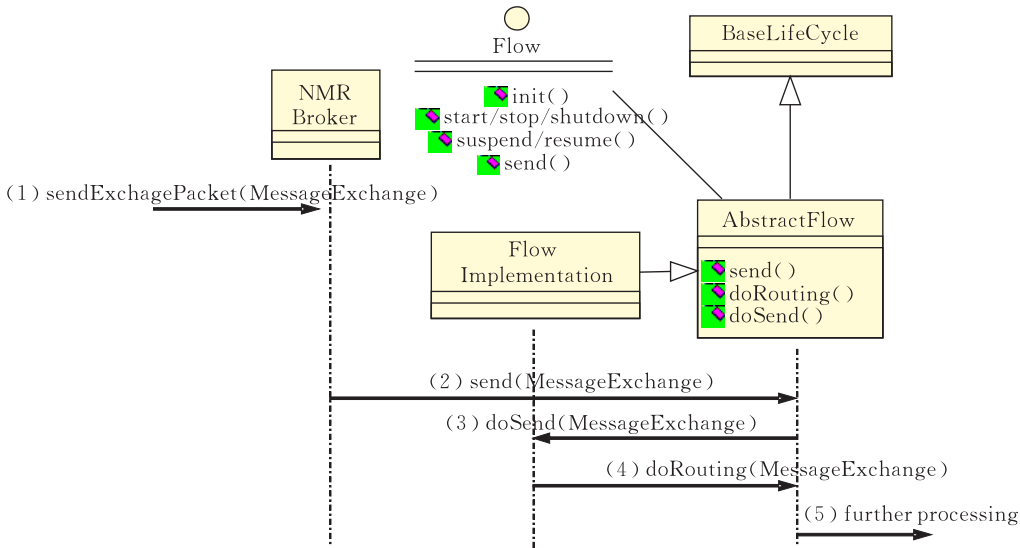 Flow
init()
start/stop/shutdown()
suspend/resume()
send()
BaseLifeCycle
NMR
Broker
(1) sendExchagePacket(MessageExchange)
Flow
Implementation
AbstractFlow
send()
doRouting()
doSend()
(2) send(MessageExchange)
(3) doSend(MessageExchange)
(4) doRouting(MessageExchange)
(5) further processing